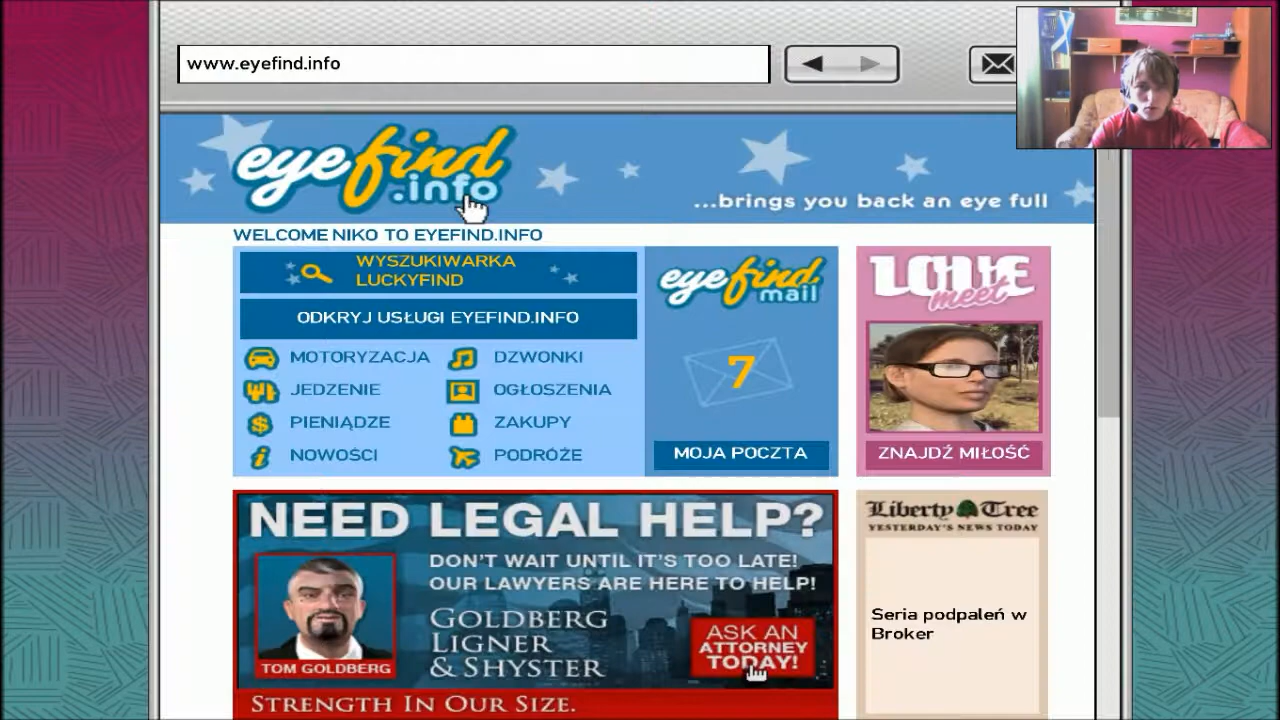 www.eyefind.info
eyefind
.info
...brings you back an eye full
WELCOME NIKO TO EYEFIND.INFO
WYSZUKIWARKA
LUCKYFIND
ODKRYJ USŁUGI EYEFIND.INFO
MOTORYZACJA
DZWONKI
JEDZENIE
OGŁOSZENIA
PIENIĄDZE
ZAKUPY
NOWOŚCI
PODRÓŻE
eyefind
mail
7
MOJA POCZTA
LOVE
meet
ZNAJDŹ MIŁOŚĆ
NEED LEGAL HELP?
DON'T WAIT UNTIL IT'S TOO LATE!
OUR LAWYERS ARE HERE TO HELP!
GOLDBERG
LIGNER
& SHYSTER
ASK AN
ATTORNEY
TODAY!
TOM GOLDBERG
STRENGTH IN OUR SIZE.
Liberty Tree
YESTERDAY'S NEWS TODAY
Seria podpaleń w
Broker